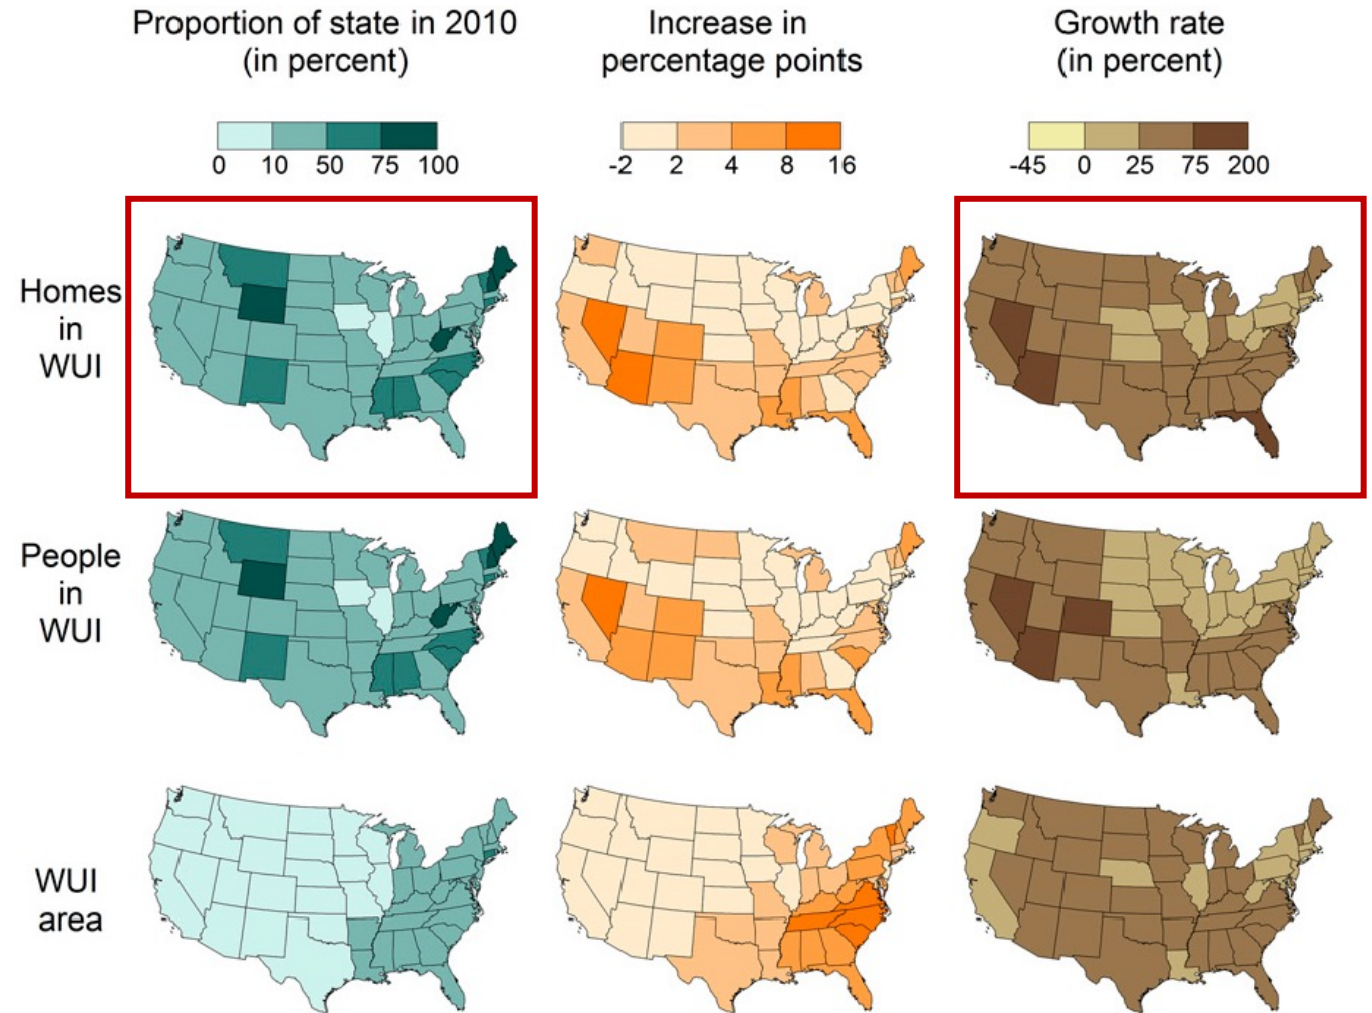 Proportion of state in 2010
(in percent)
Increase in
percentage points
Growth rate
(in percent)
0 10 50 75 100
-2 2 4 8 16
-45 0 25 75 200
Homes
in
WUI
People
in
WUI
WUI
area